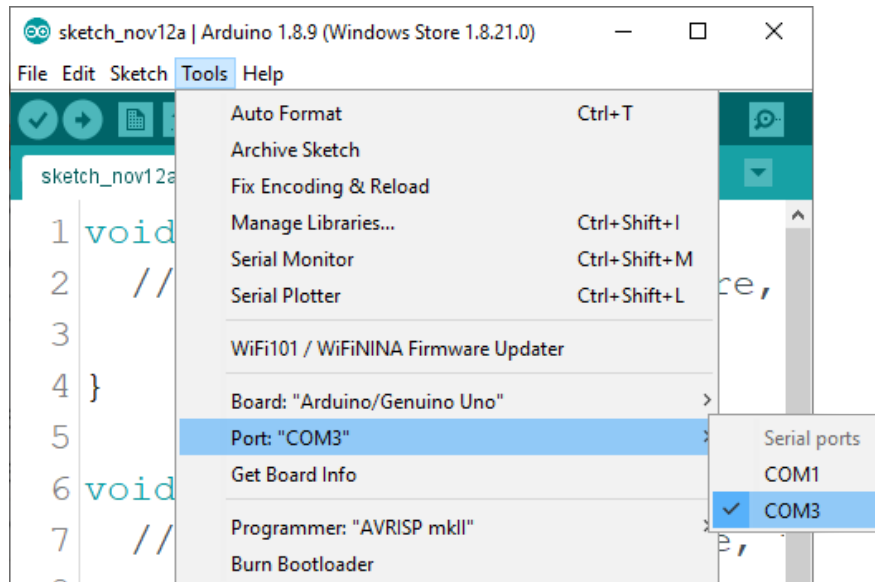 sketch_nov12a | Arduino 1.8.9 (Windows Store 1.8.21.0)
File Edit Sketch Tools Help
sketch_nov12a
Auto Format Ctrl+T
Archive Sketch
Fix Encoding & Reload
Manage Libraries... Ctrl+Shift+I
Serial Monitor Ctrl+Shift+M
Serial Plotter Ctrl+Shift+L
WiFi101 / WiFiNINA Firmware Updater
Board: "Arduino/Genuino Uno"
Port: "COM3"
Get Board Info
Programmer: "AVRISP mkII"
Burn Bootloader
Serial ports
COM1
COM3
1 void
2 // re,
3
4 }
5
6 void
7 // e,